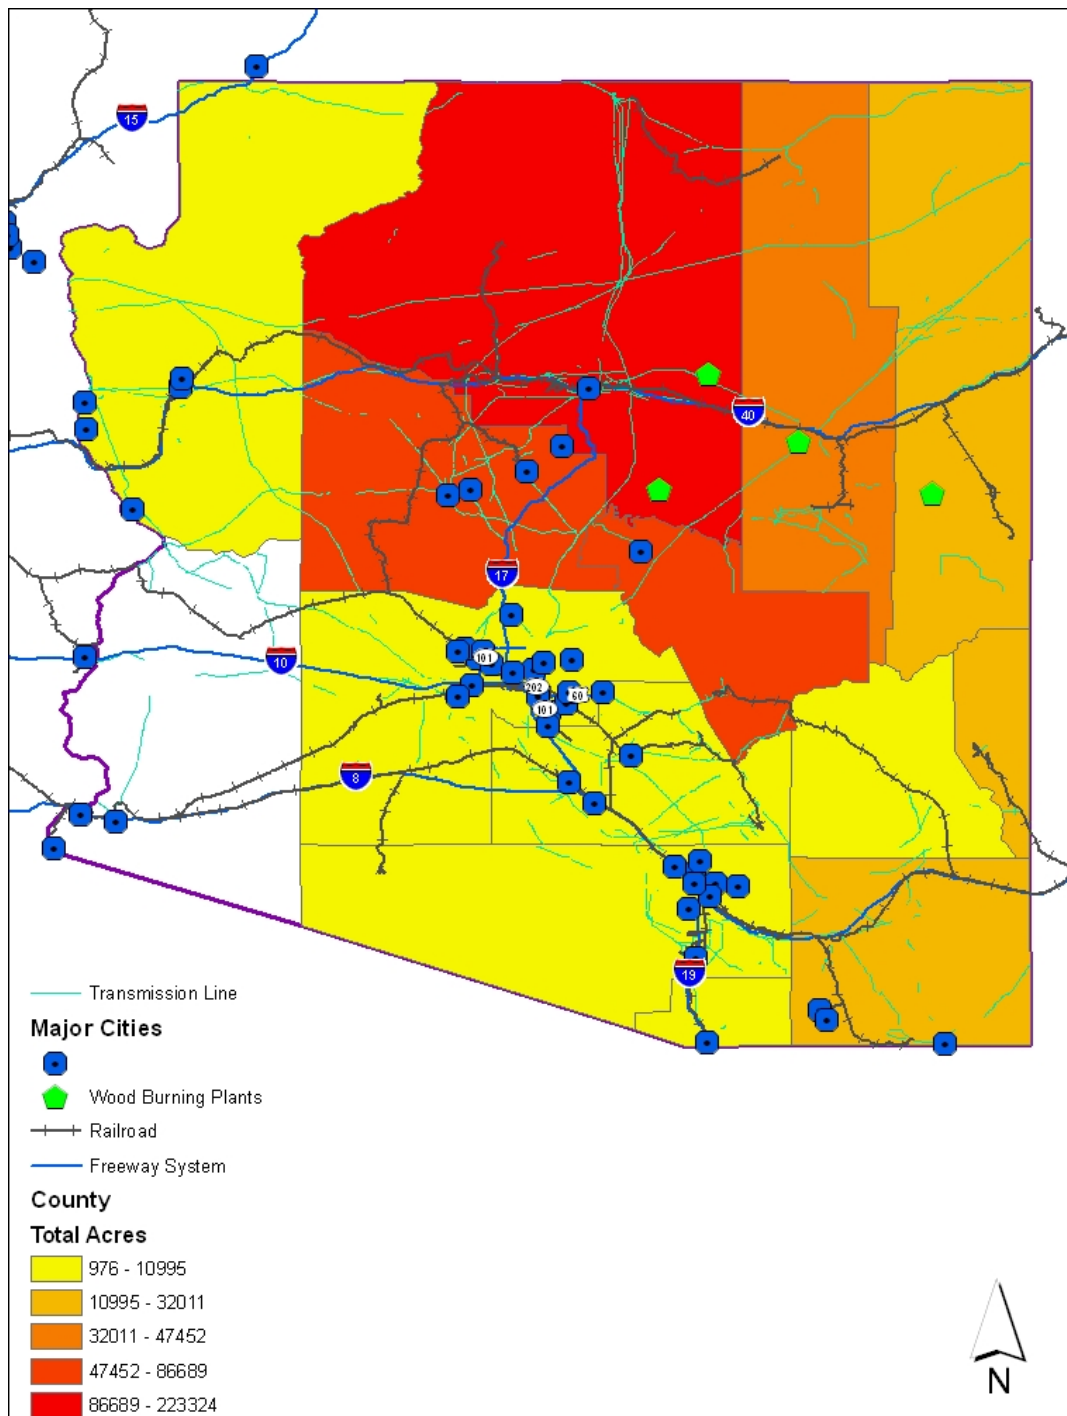 15
40
17
101
10
202
60
101
8
19
Transmission Line
Major Cities
Wood Burning Plants
Railroad
Freeway System
County
Total Acres
976 - 10995
10995 - 32011
32011 - 47452
47452 - 86689
86689 - 223324
N